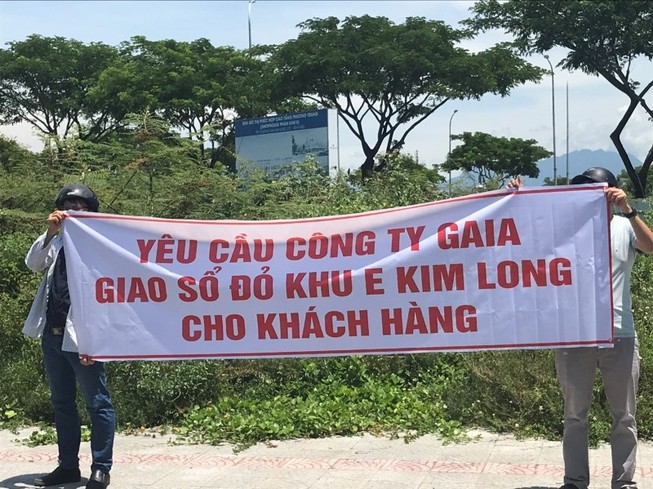 YÊU CẦU CÔNG TY GAIA
GIAO SỔ ĐỎ KHU E KIM LONG
CHO KHÁCH HÀNG